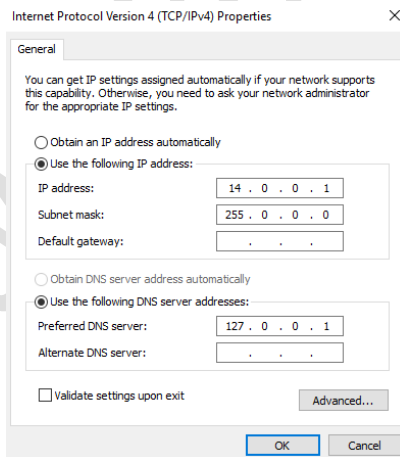 Internet Protocol Version 4 (TCP/IPv4) Properties
General
You can get IP settings assigned automatically if your network supports
this capability. Otherwise, you need to ask your network administrator
for the appropriate IP settings.
Obtain an IP address automatically
Use the following IP address:
IP address: 14 . 0 . 0 . 1
Subnet mask: 255 . 0 . 0 . 0
Default gateway: . . .
Obtain DNS server address automatically
Use the following DNS server addresses:
Preferred DNS server: 127 . 0 . 0 . 1
Alternate DNS server: . . .
Validate settings upon exit
Advanced...
OK Cancel